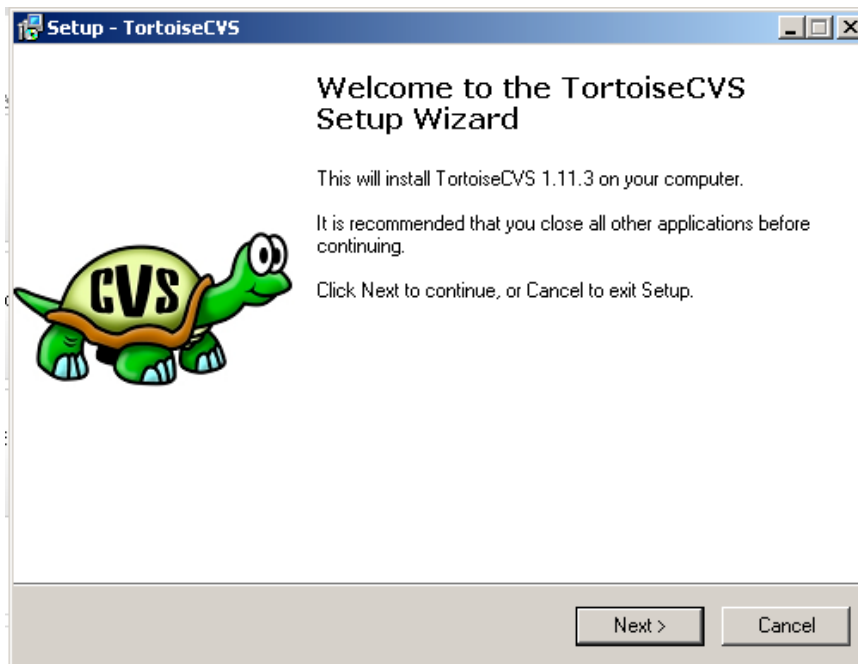 Setup - TortoiseCVS
Welcome to the TortoiseCVS
Setup Wizard
This will install TortoiseCVS 1.11.3 on your computer.
It is recommended that you close all other applications before
continuing.
Click Next to continue, or Cancel to exit Setup.
CVS
Next >
Cancel